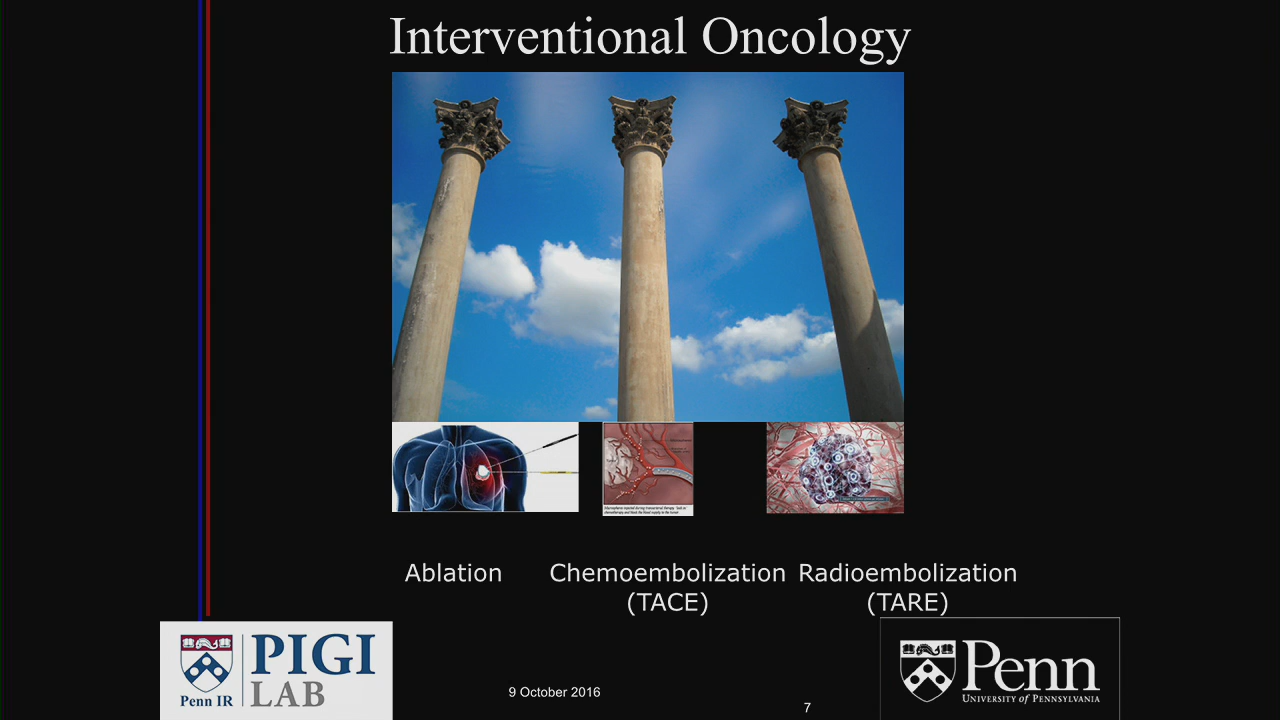 Interventional Oncology
Ablation
Chemoembolization
(TACE)
Radioembolization
(TARE)
PIGI
LAB
Penn IR
9 October 2016
7
Penn
UNIVERSITY of PENNSYLVANIA